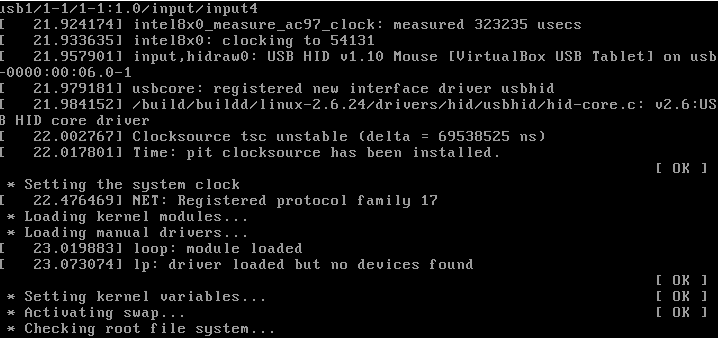 usb1/1-1/1-1:1.0/input/input4
[   21.924174] intel8x0_measure_ac97_clock: measured 323235 usecs
[   21.933635] intel8x0: clocking to 54131
[   21.957901] input,hidraw0: USB HID v1.10 Mouse [VirtualBox USB Tablet] on usb
-0000:00:06.0-1
[   21.979181] usbcore: registered new interface driver usbhid
[   21.984152] /build/buildd/linux-2.6.24/drivers/hid/usbhid/hid-core.c: v2.6:US
B HID core driver
[   22.002767] Clocksource tsc unstable (delta = 69538525 ns)
[   22.017801] Time: pit clocksource has been installed.
[ OK ]
* Setting the system clock
[   22.476469] NET: Registered protocol family 17
* Loading kernel modules...
* Loading manual drivers...
[   23.019883] loop: module loaded
[   23.073074] lp: driver loaded but no devices found
[ OK ]
* Setting kernel variables... [ OK ]
* Activating swap... [ OK ]
* Checking root file system...